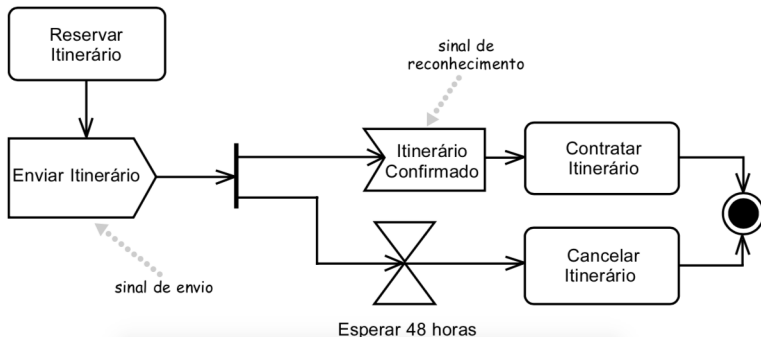 Reservar
Itinerário
sinal de
reconhecimento
Enviar Itinerário
Itinerário
Confirmado
Contratar
Itinerário
sinal de envio
Cancelar
Itinerário
Esperar 48 horas